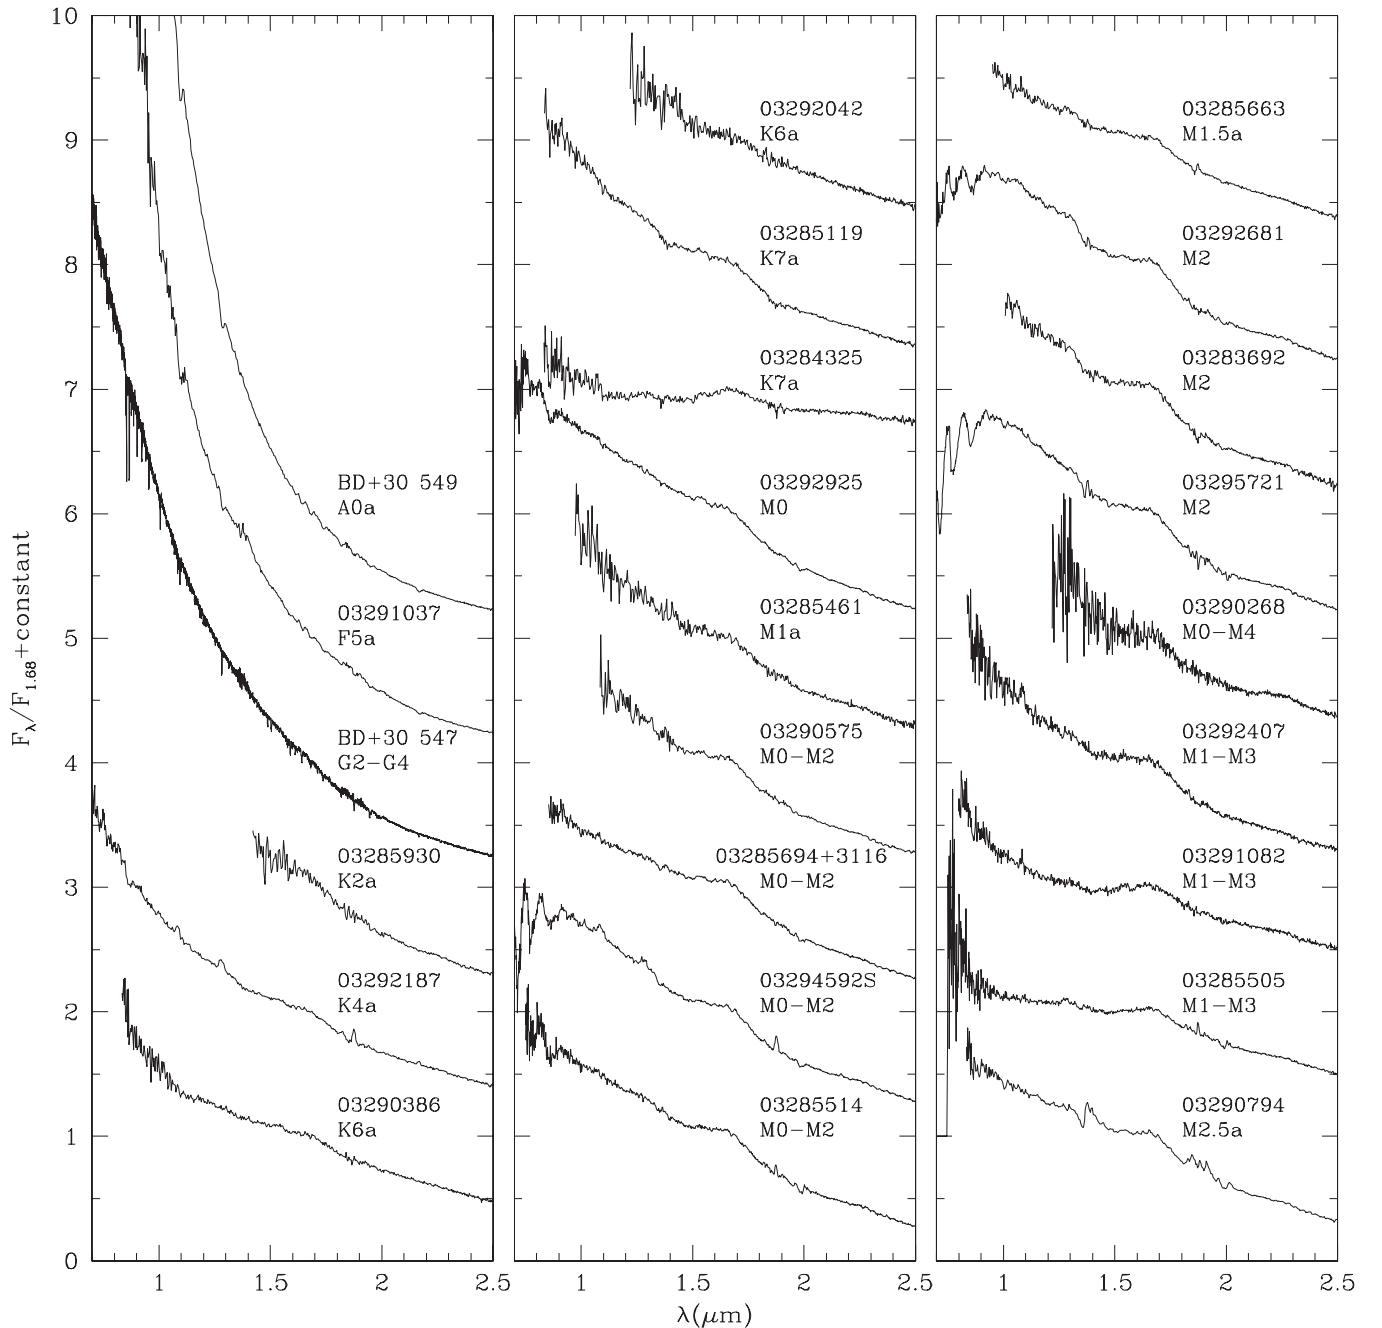 F_λ/F_1.68+constant
10
9
8
7
6
5
4
3
2
1
0
BD+30 549
A0a
03291037
F5a
BD+30 547
G2-G4
03285930
K2a
03292187
K4a
03290386
K6a
1
1.5
2
2.5
03292042
K6a
03285119
K7a
03284325
K7a
03292925
M0
03285461
M1a
03290575
M0-M2
03285694+3116
M0-M2
03294592S
M0-M2
03285514
M0-M2
1
1.5
2
2.5
03285663
M1.5a
03292681
M2
03283692
M2
03295721
M2
03290268
M0-M4
03292407
M1-M3
03291082
M1-M3
03285505
M1-M3
03290794
M2.5a
1
1.5
2
2.5
λ(μm)